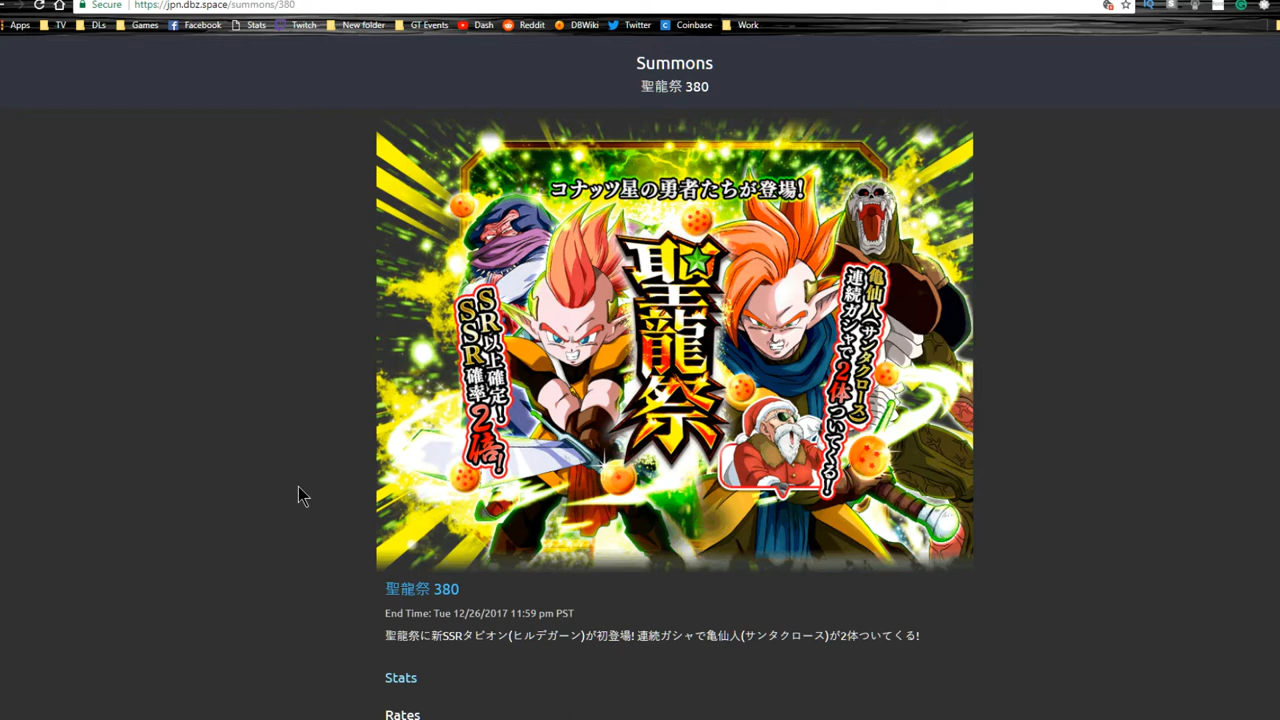 Secure
https://jpn.dbz.space/summons/380
Apps TV DLs Games Facebook Stats Twitch New folder GT Events Dash Reddit DBWiki Twitter Coinbase Work
Summons
聖龍祭 380
コナッツ星の勇者たちが登場!
聖龍祭
SR以上確定!
SSR確率2倍!
亀仙人(サンタクロース)
連続ガシャで2体ついてくる!
聖龍祭 380
End Time: Tue 12/26/2017 11:59 pm PST
聖龍祭に新SSRタピオン(ヒルデガーン)が初登場! 連続ガシャで亀仙人(サンタクロース)が2体ついてくる!
Stats
Rates